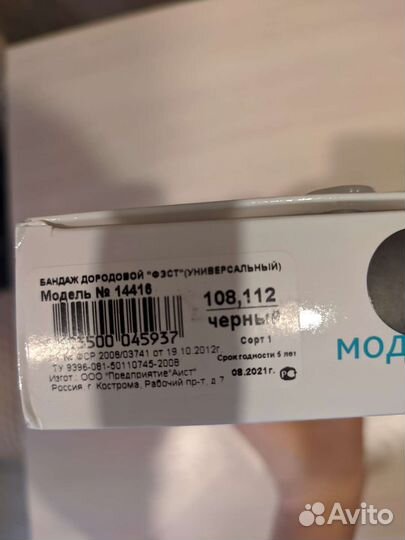 БАНДАЖ ДОРОДОВОЙ "ФЭСТ"(УНИВЕРСАЛЬНЫЙ)
Модель № 14416
108,112
черный
500 045937
Сорт 1
№ ФСР 2008/03741 от 19.10.2012г.
Срок годности 5 лет
ТУ 9396-081-50110745-2008
Изгот.: ООО "Предприятие"Аист"
08.2021г.
Россия, г. Кострома, Рабочий пр-т, д.7
МОД
Avito